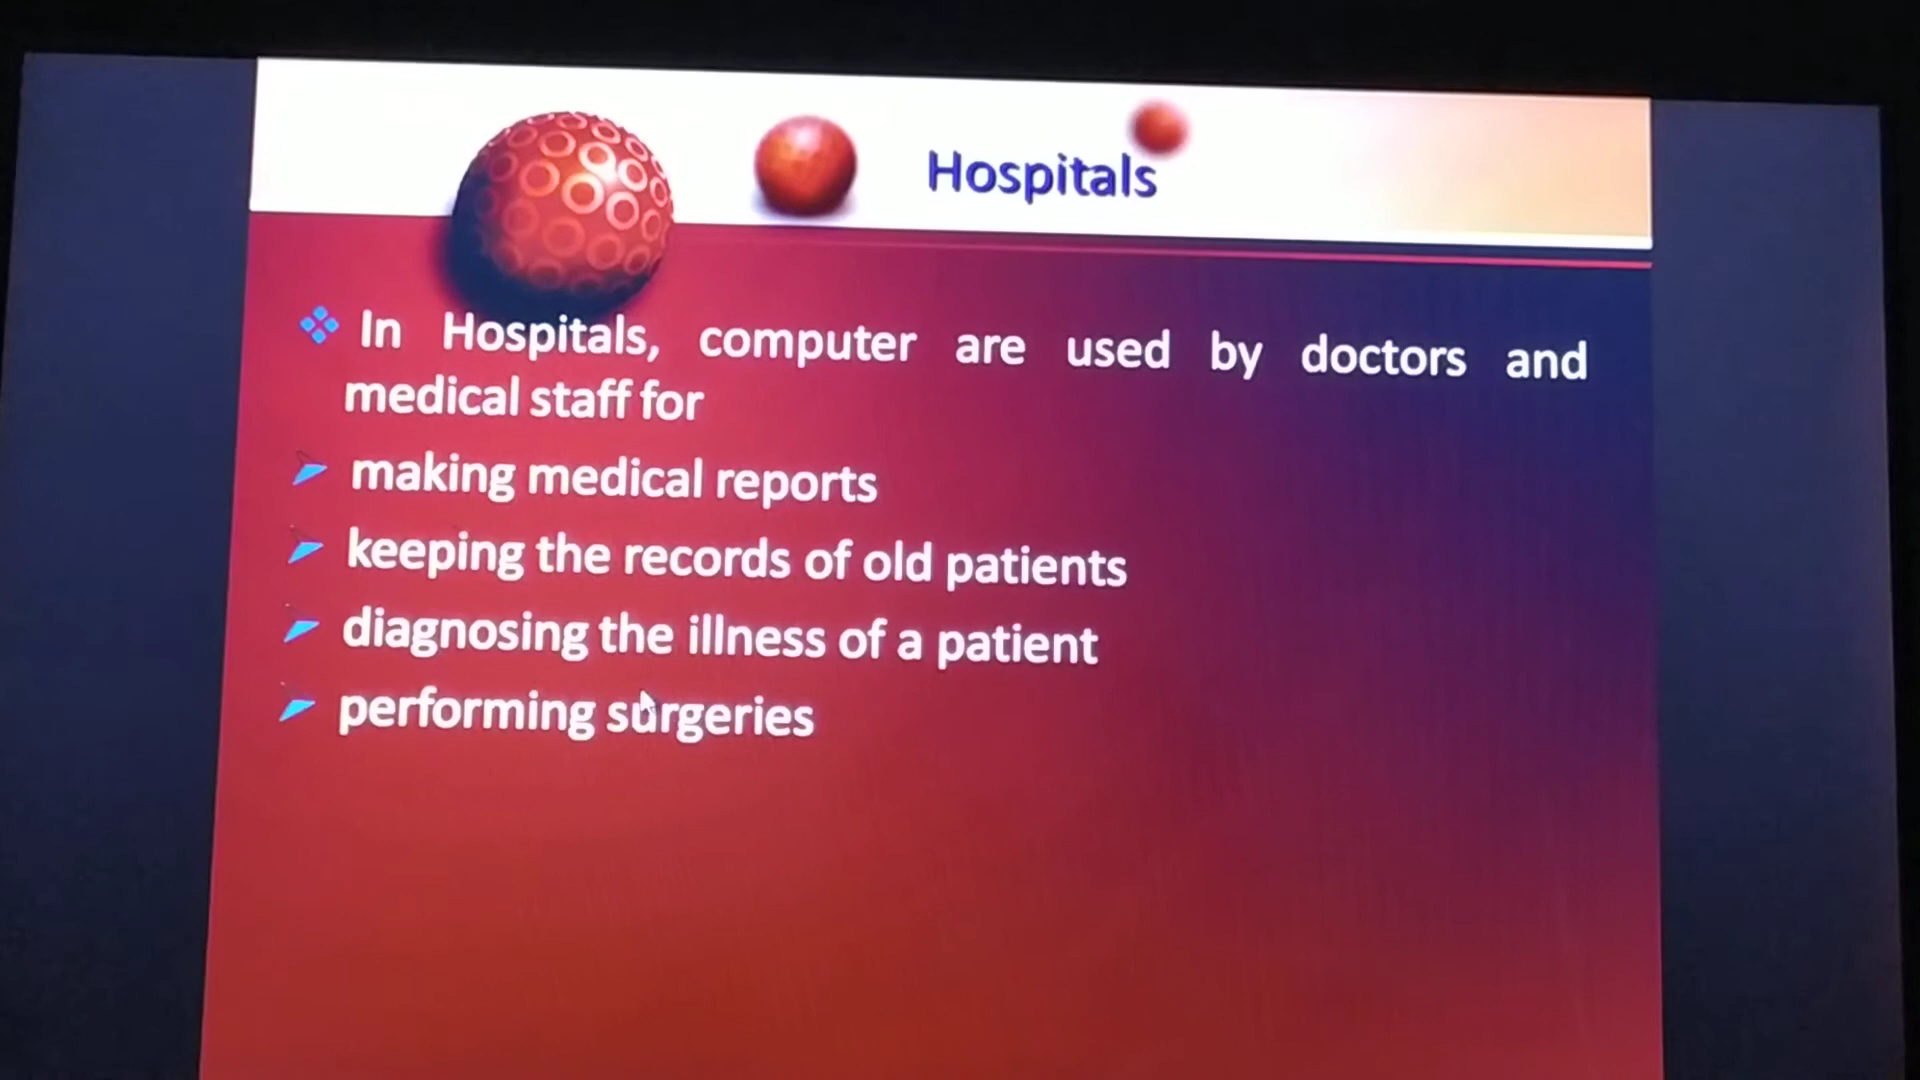 Hospitals
In Hospitals, computer are used by doctors and
medical staff for
making medical reports
keeping the records of old patients
diagnosing the illness of a patient
performing surgeries